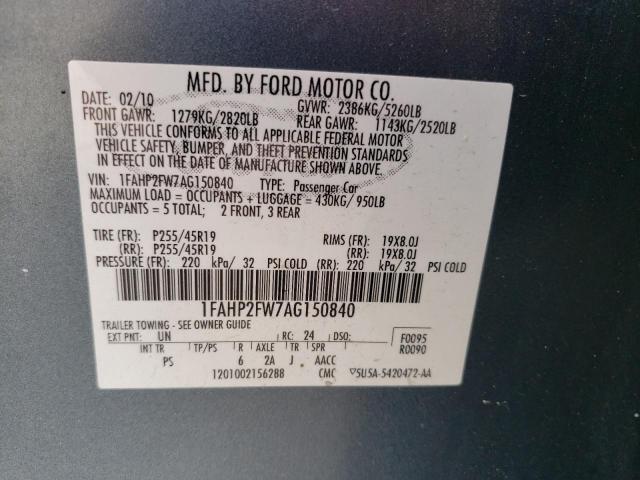 MFD. BY FORD MOTOR CO.
DATE: 02/10 GVWR: 2386KG/5260LB
FRONT GAWR: 1279KG/2820LB REAR GAWR: 1143KG/2520LB
THIS VEHICLE CONFORMS TO ALL APPLICABLE FEDERAL MOTOR
VEHICLE SAFETY, BUMPER, AND THEFT PREVENTION STANDARDS
IN EFFECT ON THE DATE OF MANUFACTURE SHOWN ABOVE.
VIN: 1FAHP2FW7AG150840 TYPE: Passenger Car
MAXIMUM LOAD = OCCUPANTS + LUGGAGE = 430KG/ 950LB
OCCUPANTS = 5 TOTAL; 2 FRONT, 3 REAR
TIRE (FR): P255/45R19 RIMS (FR): 19X8.0J
(RR): P255/45R19 (RR): 19X8.0J
PRESSURE (FR): 220 kPa/ 32 PSI COLD (RR): 220 kPa/ 32 PSI COLD
1FAHP2FW7AG150840
TRAILER TOWING - SEE OWNER GUIDE
EXT PNT: UN RC: 24 DSO: F0095
INT TR TP/PS R AXLE TR SPR R0090
PS 6 2A J AACC
1201002156288 CMC ▽5U5A-5420472-AA